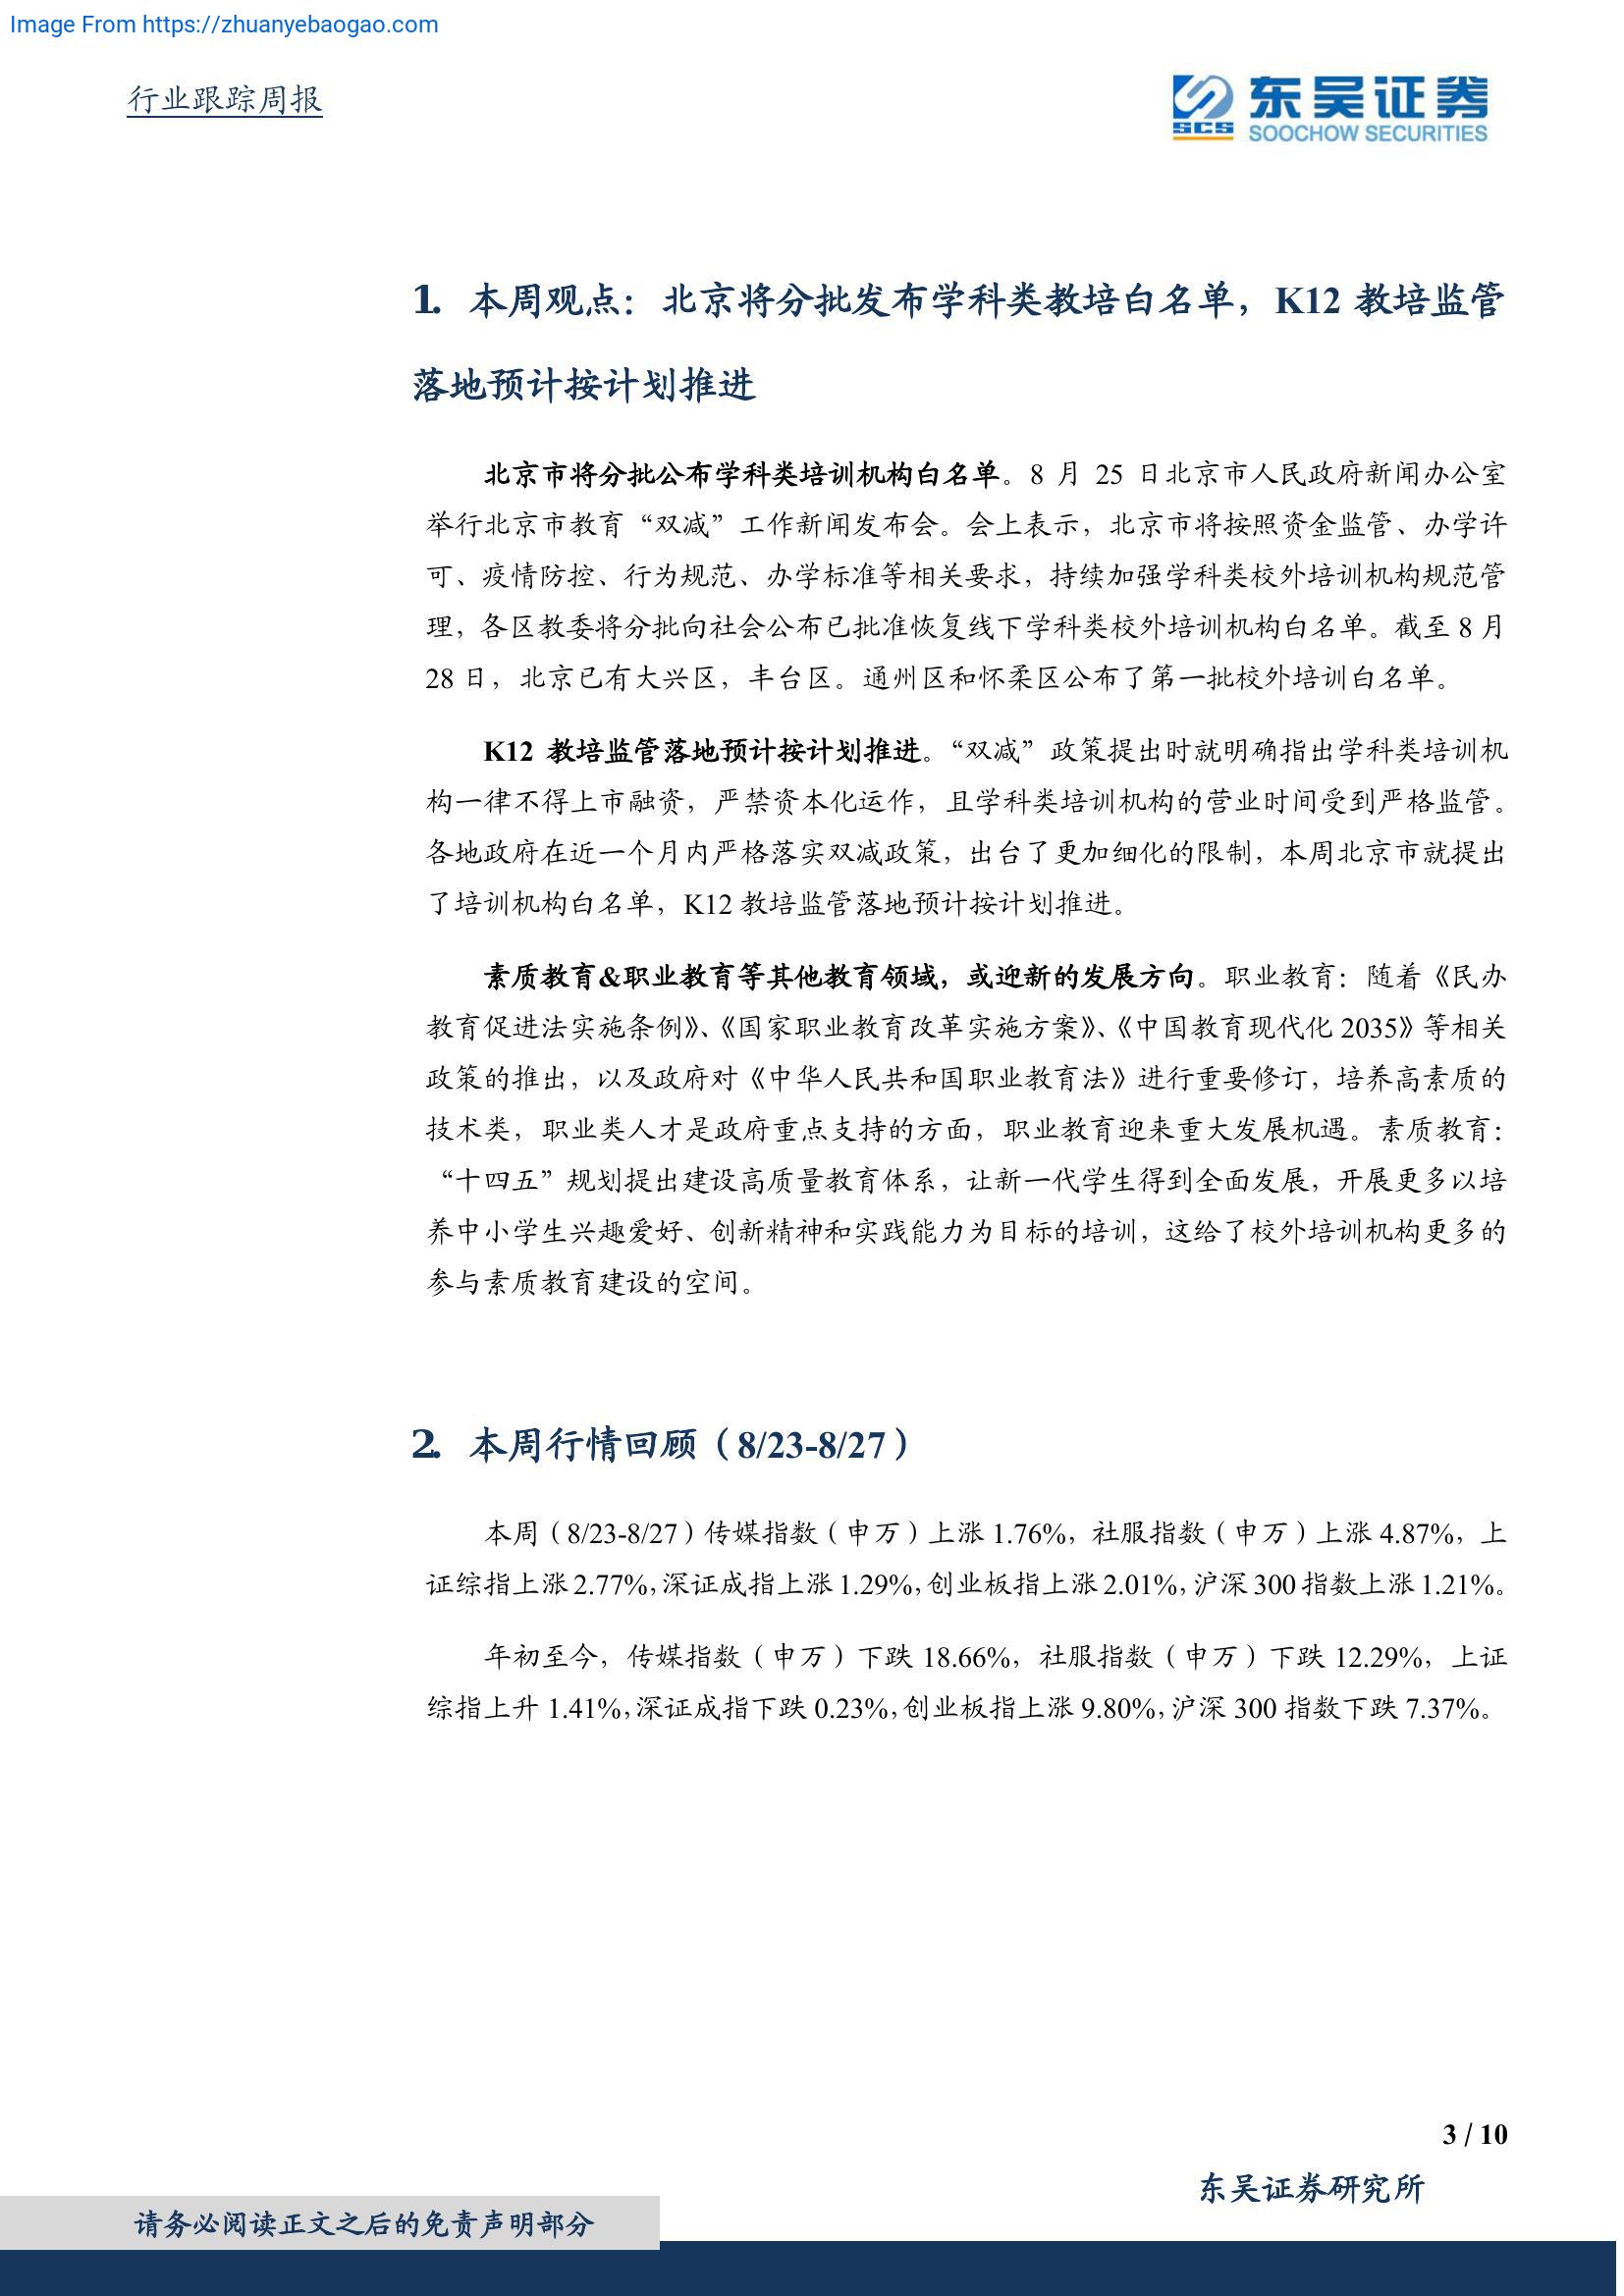 Image From https://zhuanyebaogao.com
行业跟踪周报
SCS
东吴证券
SOOCHOW SECURITIES
1. 本周观点：北京将分批发布学科类教培白名单，K12 教培监管
落地预计按计划推进
北京市将分批公布学科类培训机构白名单。8 月 25 日北京市人民政府新闻办公室
举行北京市教育“双减”工作新闻发布会。会上表示，北京市将按照资金监管、办学许
可、疫情防控、行为规范、办学标准等相关要求，持续加强学科类校外培训机构规范管
理，各区教委将分批向社会公布已批准恢复线下学科类校外培训机构白名单。截至 8 月
28 日，北京已有大兴区，丰台区。通州区和怀柔区公布了第一批校外培训白名单。
K12 教培监管落地预计按计划推进。“双减”政策提出时就明确指出学科类培训机
构一律不得上市融资，严禁资本化运作，且学科类培训机构的营业时间受到严格监管。
各地政府在近一个月内严格落实双减政策，出台了更加细化的限制，本周北京市就提出
了培训机构白名单，K12 教培监管落地预计按计划推进。
素质教育&职业教育等其他教育领域，或迎新的发展方向。职业教育：随着《民办
教育促进法实施条例》、《国家职业教育改革实施方案》、《中国教育现代化 2035》等相关
政策的推出，以及政府对《中华人民共和国职业教育法》进行重要修订，培养高素质的
技术类，职业类人才是政府重点支持的方面，职业教育迎来重大发展机遇。素质教育：
“十四五”规划提出建设高质量教育体系，让新一代学生得到全面发展，开展更多以培
养中小学生兴趣爱好、创新精神和实践能力为目标的培训，这给了校外培训机构更多的
参与素质教育建设的空间。
2. 本周行情回顾（8/23-8/27）
本周（8/23-8/27）传媒指数（申万）上涨 1.76%，社服指数（申万）上涨 4.87%，上
证综指上涨 2.77%，深证成指上涨 1.29%，创业板指上涨 2.01%，沪深 300 指数上涨 1.21%。
年初至今，传媒指数（申万）下跌 18.66%，社服指数（申万）下跌 12.29%，上证
综指上升 1.41%，深证成指下跌 0.23%，创业板指上涨 9.80%，沪深 300 指数下跌 7.37%。
3 / 10
东吴证券研究所
请务必阅读正文之后的免责声明部分